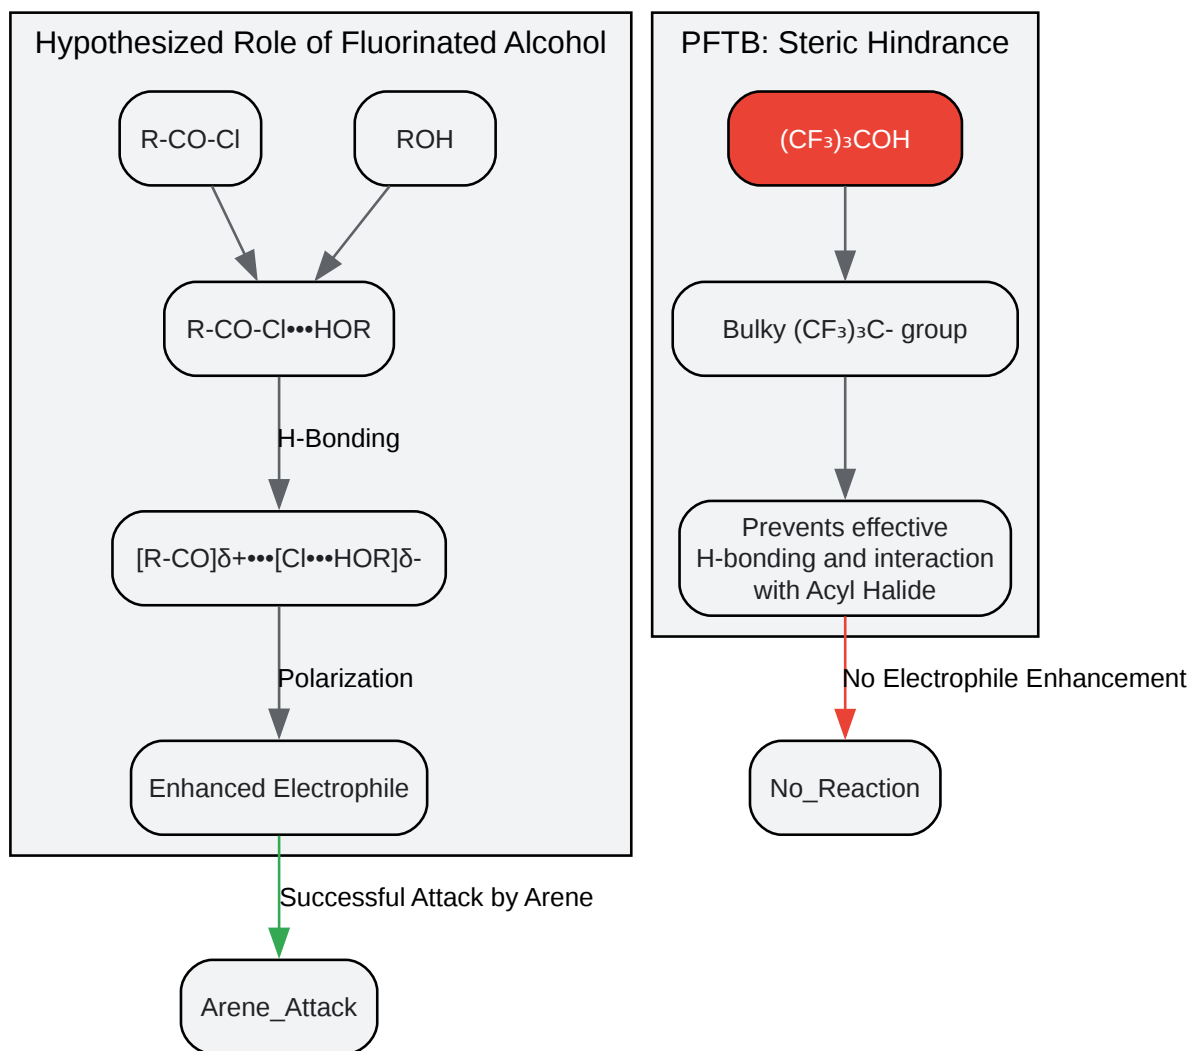 Hypothesized Role of Fluorinated Alcohol
R-CO-Cl
ROH
R-CO-Cl•••HOR
H-Bonding
[R-CO]δ+•••[Cl•••HOR]δ-
Polarization
Enhanced Electrophile
Successful Attack by Arene
Arene_Attack
PFTB: Steric Hindrance
(CF₃)₃COH
Bulky (CF₃)₃C- group
Prevents effective
H-bonding and interaction
with Acyl Halide
No Electrophile Enhancement
No_Reaction